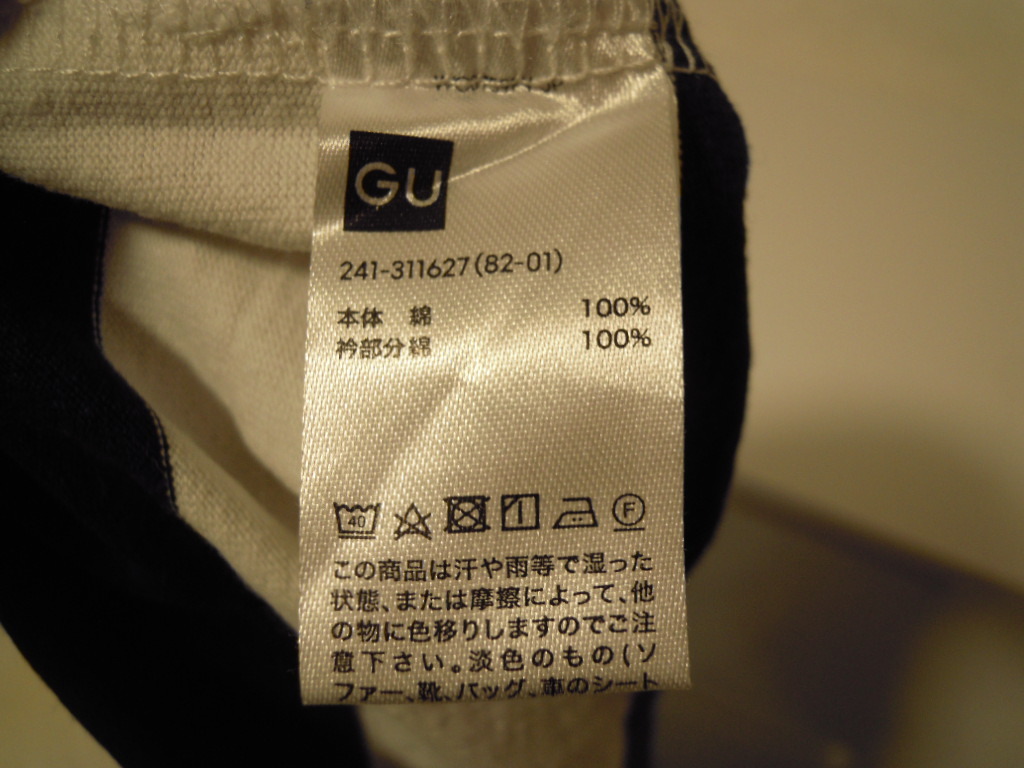 GU
241-311627(82-01)
本体 綿 100%
衿部分綿 100%
40
F
この商品は汗や雨等で湿った
状態、または摩擦によって、他
の物に色移りしますのでご注
意下さい。淡色のもの(ソ
ファー、靴、バッグ、車のシート